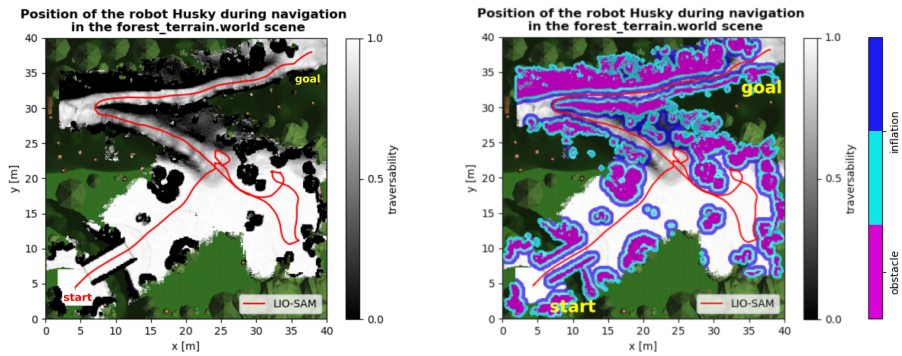 Position of the robot Husky during navigation
in the forest_terrain.world scene
40
35
30
25
20
15
10
5
0
y [m]
0 5 10 15 20 25 30 35 40
x [m]
goal
start
LIO-SAM
1.0
0.5
0.0
traversability
Position of the robot Husky during navigation
in the forest_terrain.world scene
40
35
30
25
20
15
10
5
0
y [m]
0 5 10 15 20 25 30 35 40
x [m]
goal
start
LIO-SAM
1.0
0.5
0.0
traversability
inflation
obstacle